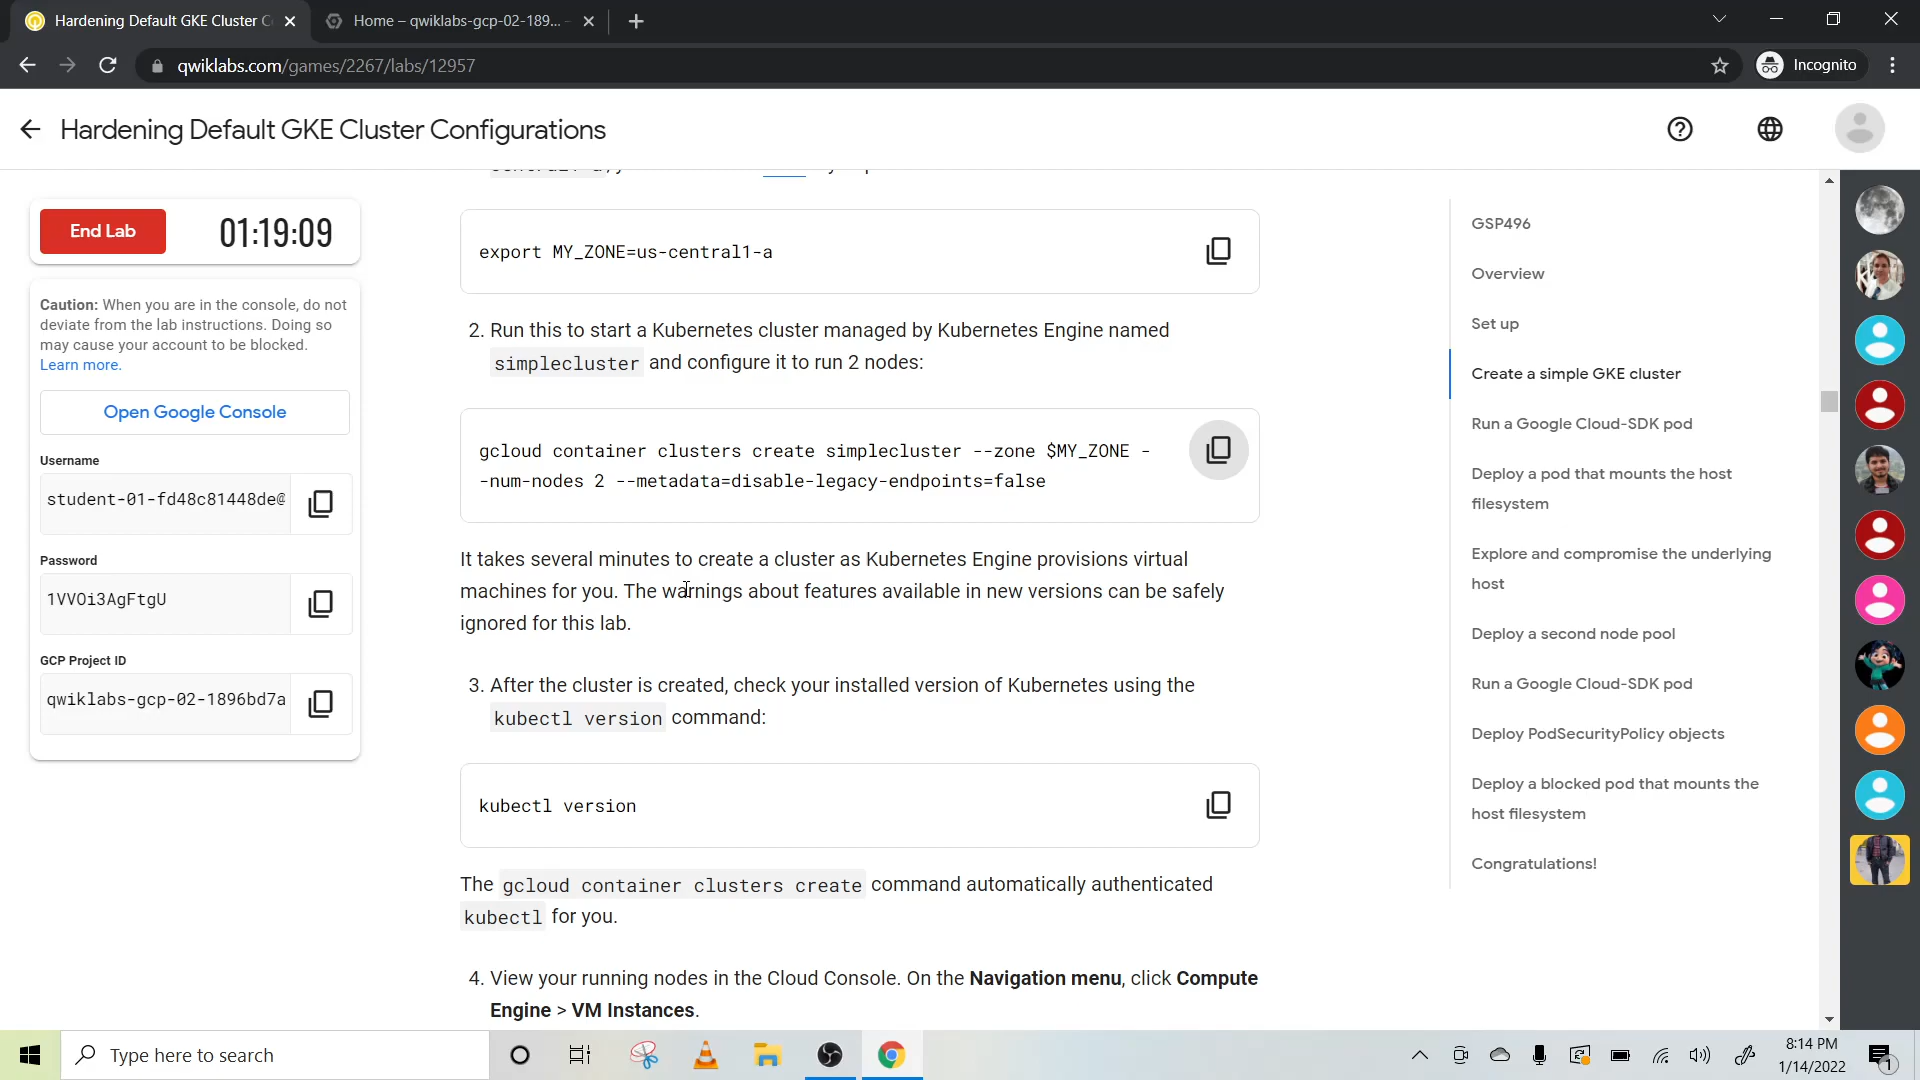 Hardening Default GKE Cluster C
Home – qwiklabs-gcp-02-189...
qwiklabs.com/games/2267/labs/12957
Incognito
Hardening Default GKE Cluster Configurations
End Lab
01:19:09
Caution: When you are in the console, do not
deviate from the lab instructions. Doing so
may cause your account to be blocked.
Learn more.
Open Google Console
Username
student-01-fd48c81448de@
Password
1VVOi3AgFtgU
GCP Project ID
qwiklabs-gcp-02-1896bd7a
export MY_ZONE=us-central1-a
2. Run this to start a Kubernetes cluster managed by Kubernetes Engine named
simplecluster and configure it to run 2 nodes:
gcloud container clusters create simplecluster --zone $MY_ZONE -
-num-nodes 2 --metadata=disable-legacy-endpoints=false
It takes several minutes to create a cluster as Kubernetes Engine provisions virtual
machines for you. The warnings about features available in new versions can be safely
ignored for this lab.
3. After the cluster is created, check your installed version of Kubernetes using the
kubectl version command:
kubectl version
The gcloud container clusters create command automatically authenticated
kubectl for you.
4. View your running nodes in the Cloud Console. On the Navigation menu, click Compute
Engine > VM Instances.
GSP496
Overview
Set up
Create a simple GKE cluster
Run a Google Cloud-SDK pod
Deploy a pod that mounts the host
filesystem
Explore and compromise the underlying
host
Deploy a second node pool
Run a Google Cloud-SDK pod
Deploy PodSecurityPolicy objects
Deploy a blocked pod that mounts the
host filesystem
Congratulations!
Type here to search
8:14 PM
1/14/2022
1